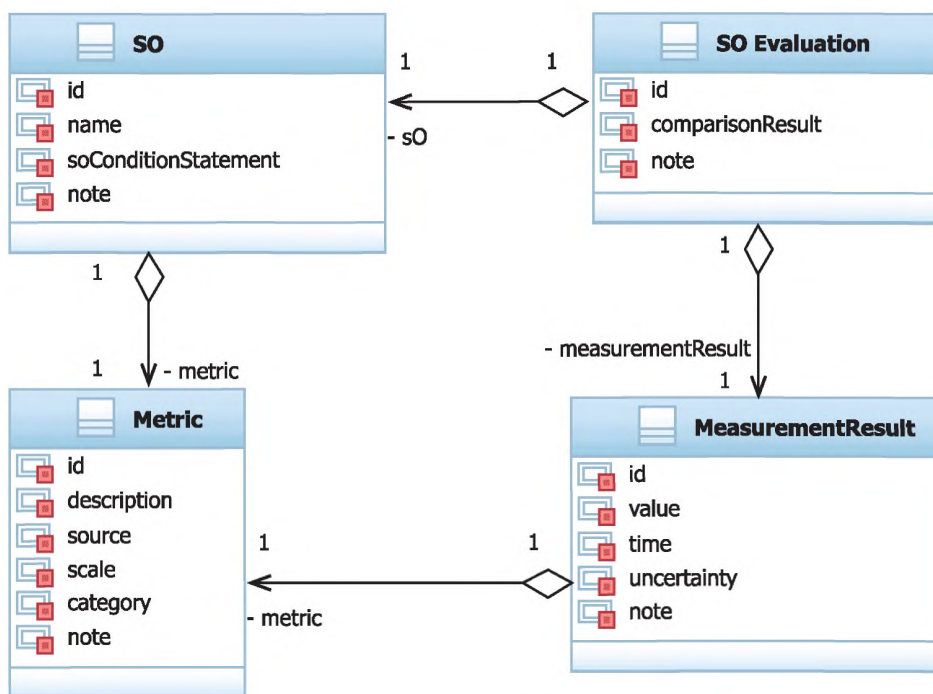 SO
id
name
soConditionStatement
note
1
- sO
1
SO Evaluation
id
comparisonResult
note
1
1
- metric
1
- measurementResult
1
Metric
id
description
source
scale
category
note
1
- metric
1
MeasurementResult
id
value
time
uncertainty
note